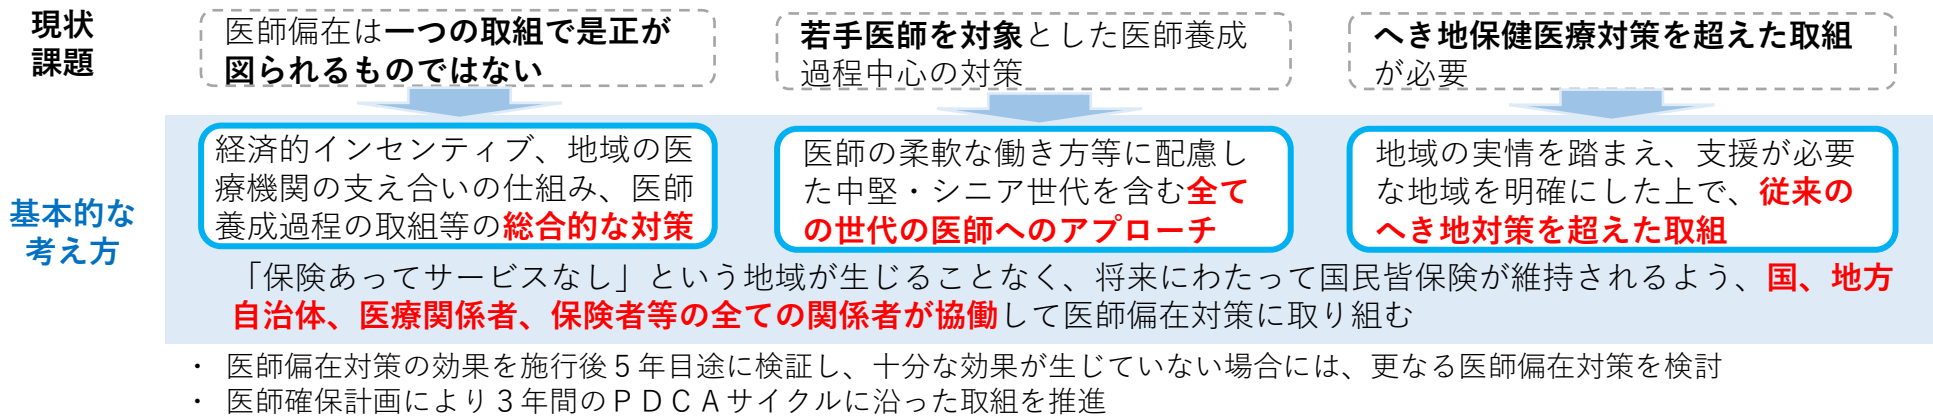 現状
課題
医師偏在は一つの取組で是正が
図られるものではない
若手医師を対象とした医師養成
過程中心の対策
へき地保健医療対策を超えた取組
が必要
基本的な
考え方
経済的インセンティブ、地域の医
療機関の支え合いの仕組み、医師
養成過程の取組等の総合的な対策
医師の柔軟な働き方等に配慮し
た中堅・シニア世代を含む全て
の世代の医師へのアプローチ
地域の実情を踏まえ、支援が必要
な地域を明確にした上で、従来の
へき地対策を超えた取組
「保険あってサービスなし」という地域が生じることなく、将来にわたって国民皆保険が維持されるよう、国、地方
自治体、医療関係者、保険者等の全ての関係者が協働して医師偏在対策に取り組む
・ 医師偏在対策の効果を施行後５年目途に検証し、十分な効果が生じていない場合には、更なる医師偏在対策を検討
・ 医師確保計画により３年間のＰＤＣＡサイクルに沿った取組を推進